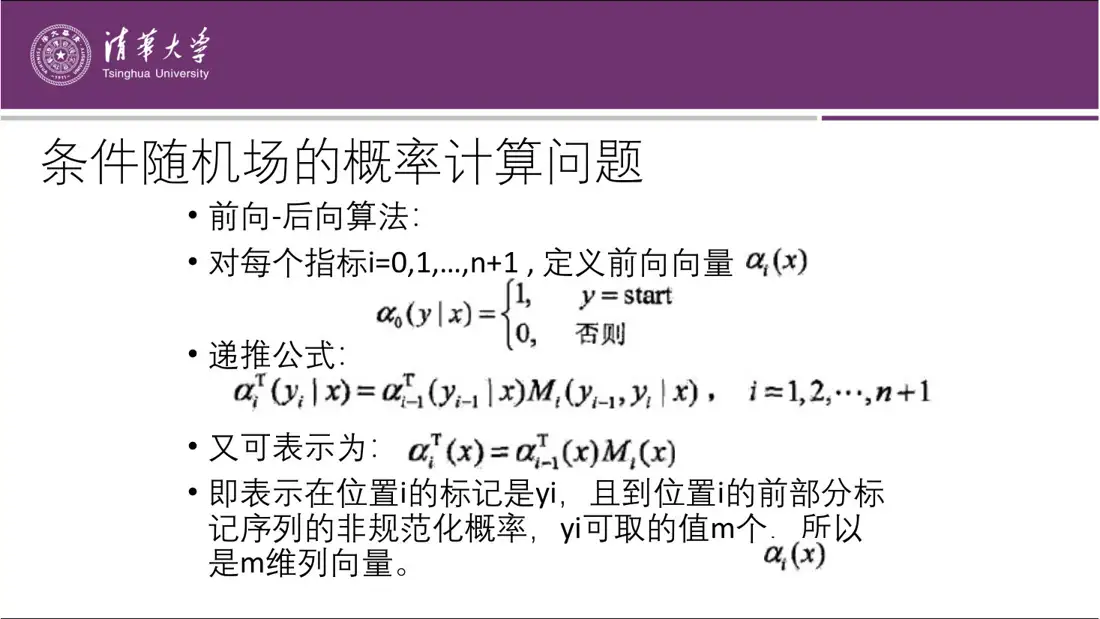 清华大学
Tsinghua University
条件随机场的概率计算问题
• 前向-后向算法：
• 对每个指标i=0,1,…,n+1 , 定义前向向量 αᵢ(x)
α₀(y | x) = { 1, y = start
0, 否则
• 递推公式：
αᵢᵀ(yᵢ | x) = αᵢ₋₁ᵀ(yᵢ₋₁ | x)Mᵢ(yᵢ₋₁, yᵢ | x) , i = 1,2,⋯,n+1
• 又可表示为： αᵢᵀ(x) = αᵢ₋₁ᵀ(x)Mᵢ(x)
• 即表示在位置i的标记是yi，且到位置i的前部分标
记序列的非规范化概率，yi可取的值m个，所以
αᵢ(x)
是m维列向量。